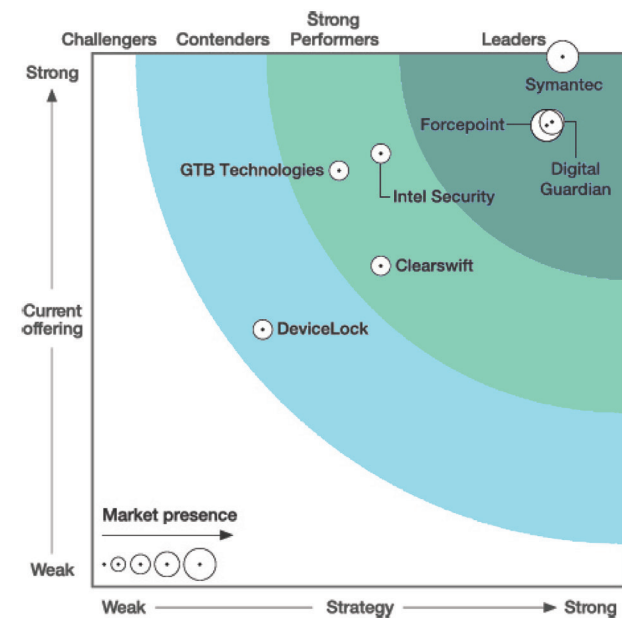 Challengers
Contenders
Strong
Performers
Leaders
Strong
Symantec
Forcepoint
GTB Technologies
Digital
Guardian
Intel Security
Clearswift
Current
offering
DeviceLock
Market presence
Weak
Weak
Strategy
Strong